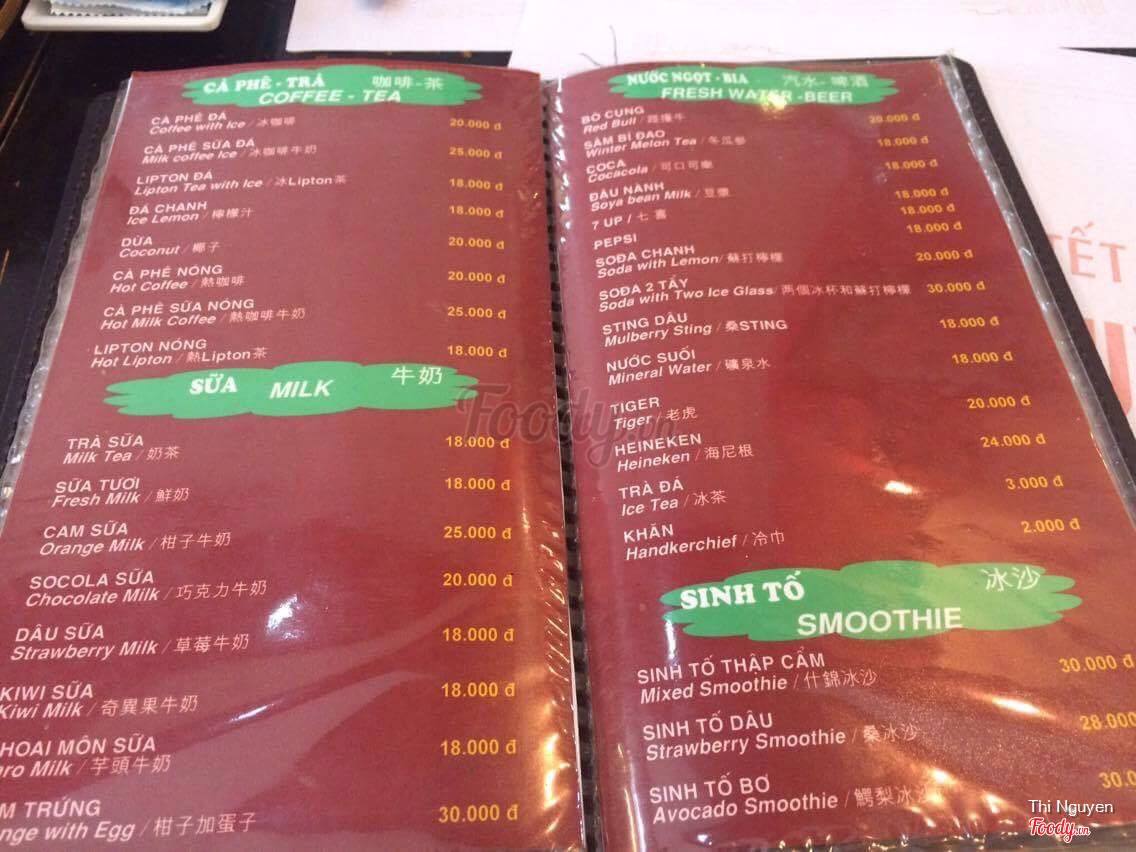 CÀ PHÊ - TRÀ 咖啡-茶
COFFEE - TEA
CÀ PHÊ ĐÁ
Coffee with Ice / 冰咖啡 20.000 đ
CÀ PHÊ SỮA ĐÁ
Milk coffee Ice / 冰咖啡牛奶 25.000 đ
LIPTON ĐÁ
Lipton Tea with Ice / 冰Lipton茶 18.000 đ
ĐÁ CHANH
Ice Lemon / 檸檬汁 18.000 đ
DỪA
Coconut / 椰子 20.000 đ
CÀ PHÊ NÓNG
Hot Coffee / 熱咖啡 20.000 đ
CÀ PHÊ SỮA NÓNG
Hot Milk Coffee / 熱咖啡牛奶 25.000 đ
LIPTON NÓNG
Hot Lipton / 熱Lipton茶 18.000 đ
SỮA MILK 牛奶
TRÀ SỮA
Milk Tea / 奶茶 18.000 đ
SỮA TƯƠI
Fresh Milk / 鮮奶 18.000 đ
CAM SỮA
Orange Milk / 柑子牛奶 25.000 đ
SOCOLA SỮA
Chocolate Milk / 巧克力牛奶 20.000 đ
DÂU SỮA
Strawberry Milk / 草莓牛奶 18.000 đ
KIWI SỮA
Kiwi Milk / 奇異果牛奶 18.000 đ
HOAI MÔN SỮA
aro Milk / 芋頭牛奶 18.000 đ
M TRỨNG
nge with Egg / 柑子加蛋子 30.000 đ
NƯỚC NGỌT - BIA 汽水-啤酒
FRESH WATER -BEER
BÒ CUNG
Red Bull / 牛 20.000 đ
SÂM BÍ ĐAO
Winter Melon Tea / 冬瓜參 18.000 đ
COCA
Cocacola / 可口可樂 18.000 đ
ĐẬU NÀNH
Soya bean Milk / 豆漿 18.000 đ
7 UP / 七喜 18.000 đ
PEPSI 18.000 đ
SOĐA CHANH
Soda with Lemon / 蘇打檸檬 20.000 đ
SOĐA 2 TẨY
Soda with Two Ice Glass / 两個冰杯和蘇打檸檬 30.000 đ
STING DÂU
Mulberry Sting / 桑STING 18.000 đ
NƯỚC SUỐI
Mineral Water / 礦泉水 18.000 đ
TIGER
Tiger / 老虎 20.000 đ
HEINEKEN
Heineken / 海尼根 24.000 đ
TRÀ ĐÁ
Ice Tea / 冰茶 3.000 đ
KHĂN
Handkerchief / 冷巾 2.000 đ
SINH TỐ 冰沙
SMOOTHIE
SINH TỐ THẬP CẨM
Mixed Smoothie / 什錦冰沙 30.000 đ
SINH TỐ DÂU
Strawberry Smoothie / 桑冰沙 28.000
SINH TỐ BƠ
Avocado Smoothie / 鰐梨冰沙 30.0
TẾT
Foody.vn
Thi Nguyen
Foody.vn